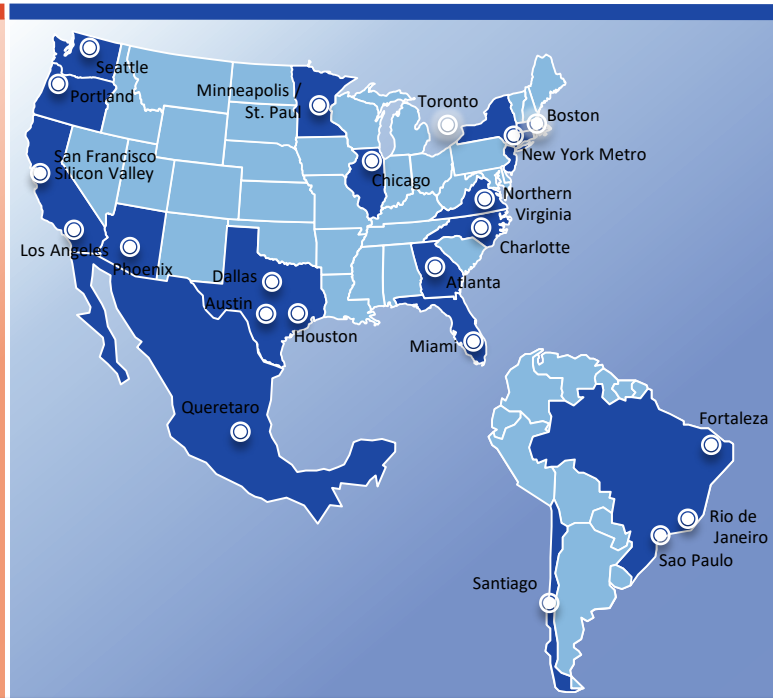 Seattle
Portland
Minneapolis /
St. Paul
Toronto
Boston
New York Metro
San Francisco
Silicon Valley
Chicago
Northern
Virginia
Los Angeles
Phoenix
Charlotte
Dallas
Atlanta
Austin
Houston
Miami
Queretaro
Fortaleza
Rio de
Janeiro
Sao Paulo
Santiago